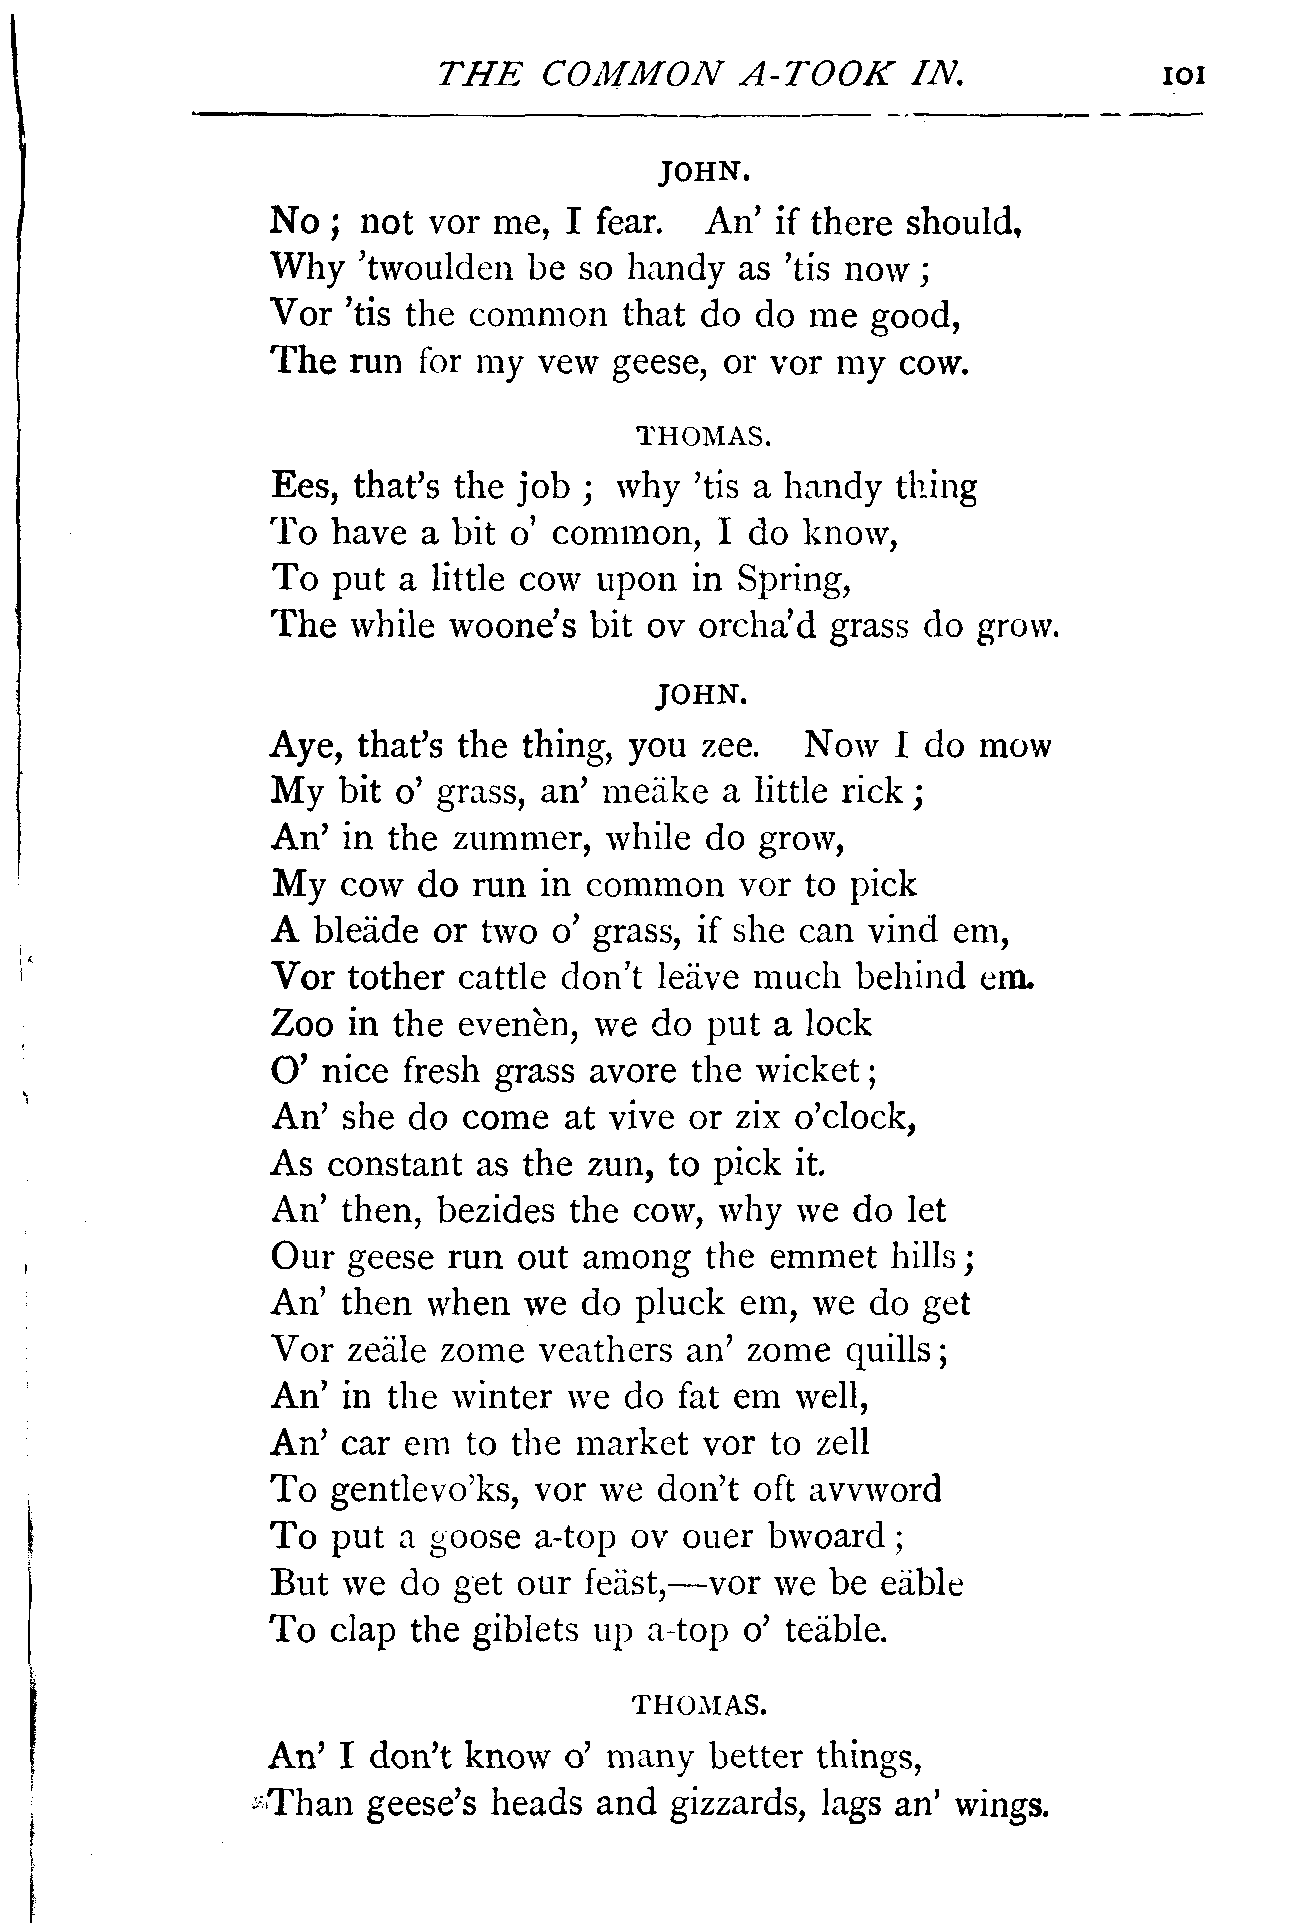 THE COMMON A-TOOK IN. 101
JOHN.
No ; not vor me, I fear. An’ if there should,
Why ’twoulden be so handy as ’tis now ;
Vor ’tis the common that do do me good,
The run for my vew geese, or vor my cow.
THOMAS.
Ees, that’s the job ; why ’tis a handy thing
To have a bit o’ common, I do know,
To put a little cow upon in Spring,
The while woone’s bit ov orcha’d grass do grow.
JOHN.
Aye, that’s the thing, you zee. Now I do mow
My bit o’ grass, an’ meäke a little rick ;
An’ in the zummer, while do grow,
My cow do run in common vor to pick
A bleäde or two o’ grass, if she can vind em,
Vor tother cattle don’t leäve much behind em.
Zoo in the evenèn, we do put a lock
O’ nice fresh grass avore the wicket ;
An’ she do come at vive or zix o’clock,
As constant as the zun, to pick it.
An’ then, bezides the cow, why we do let
Our geese run out among the emmet hills ;
An’ then when we do pluck em, we do get
Vor zeäle zome veathers an’ zome quills ;
An’ in the winter we do fat em well,
An’ car em to the market vor to zell
To gentlevo’ks, vor we don’t oft avvword
To put a goose a-top ov ouer bwoard ;
But we do get our feäst,—vor we be eäble
To clap the giblets up a-top o’ teäble.
THOMAS.
An’ I don’t know o’ many better things,
Than geese’s heads and gizzards, lags an’ wings.